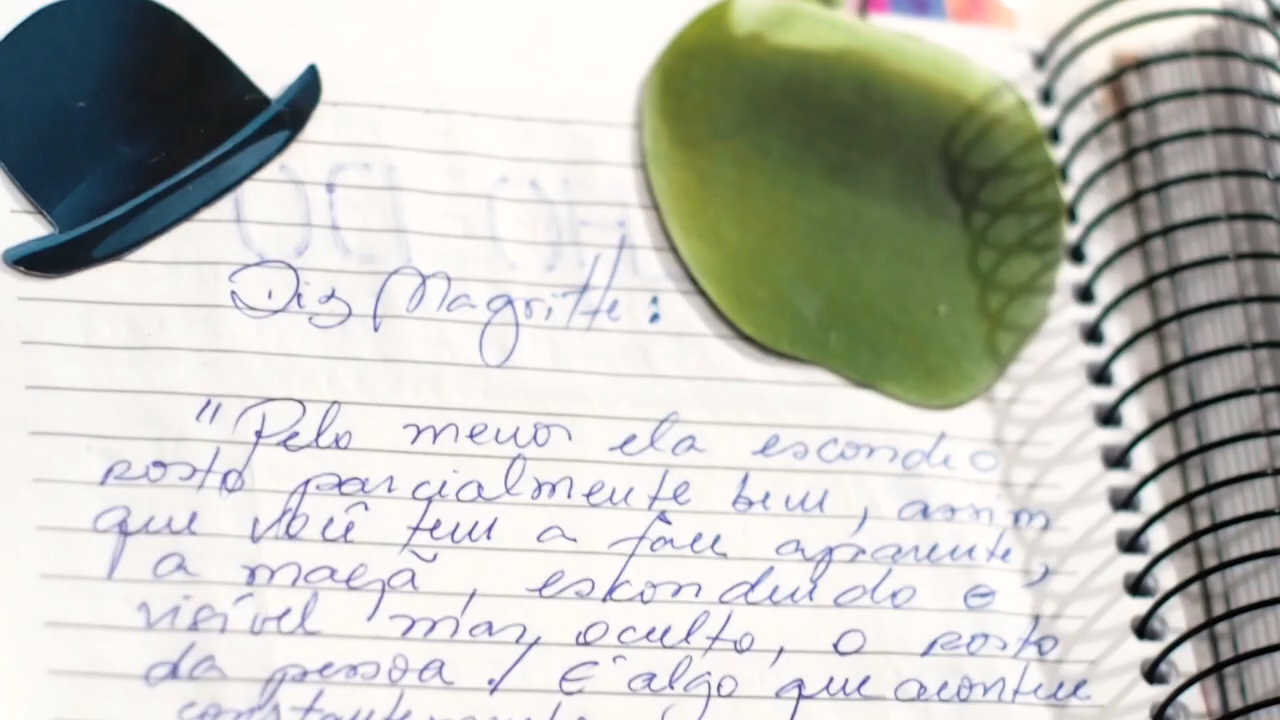 Diz Magritte:
"Pelo menos ela esconde o
rosto parcialmente bem, assim
que você tem a face aparente,
a maçã, escondendo o
visível mas oculto, o rosto
da pessoa. É algo que acontece
constantemente